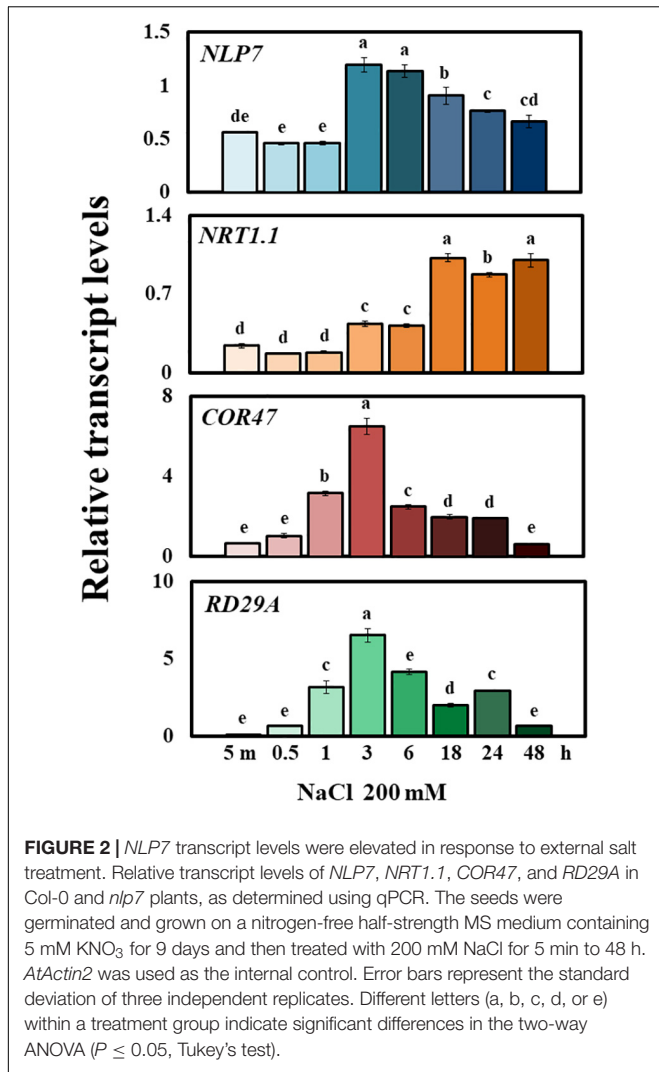 Relative transcript levels
1.5
1
0.5
0
NLP7
de
e
e
a
a
b
c
cd
1.4
0.7
0
NRT1.1
d
d
d
c
c
a
b
a
8
4
0
COR47
e
e
b
a
c
d
d
e
10
5
0
RD29A
e
e
c
a
e
d
c
e
5 m 0.5 1 3 6 18 24 48 h
NaCl 200 mM
FIGURE 2 | NLP7 transcript levels were elevated in response to external salt
treatment. Relative transcript levels of NLP7, NRT1.1, COR47, and RD29A in
Col-0 and nlp7 plants, as determined using qPCR. The seeds were
germinated and grown on a nitrogen-free half-strength MS medium containing
5 mM KNO₃ for 9 days and then treated with 200 mM NaCl for 5 min to 48 h.
AtActin2 was used as the internal control. Error bars represent the standard
deviation of three independent replicates. Different letters (a, b, c, d, or e)
within a treatment group indicate significant differences in the two-way
ANOVA (P ≤ 0.05, Tukey's test).